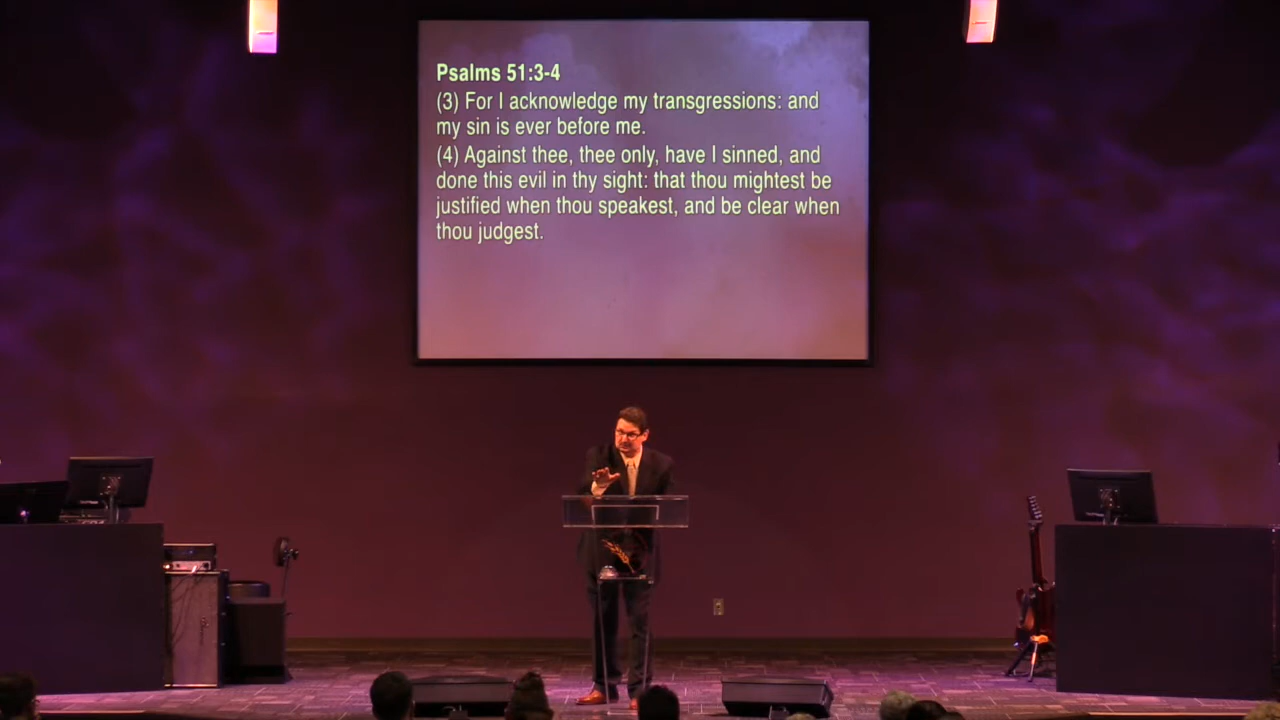 Psalms 51:3-4
(3) For I acknowledge my transgressions: and
my sin is ever before me.
(4) Against thee, thee only, have I sinned, and
done this evil in thy sight: that thou mightest be
justified when thou speakest, and be clear when
thou judgest.